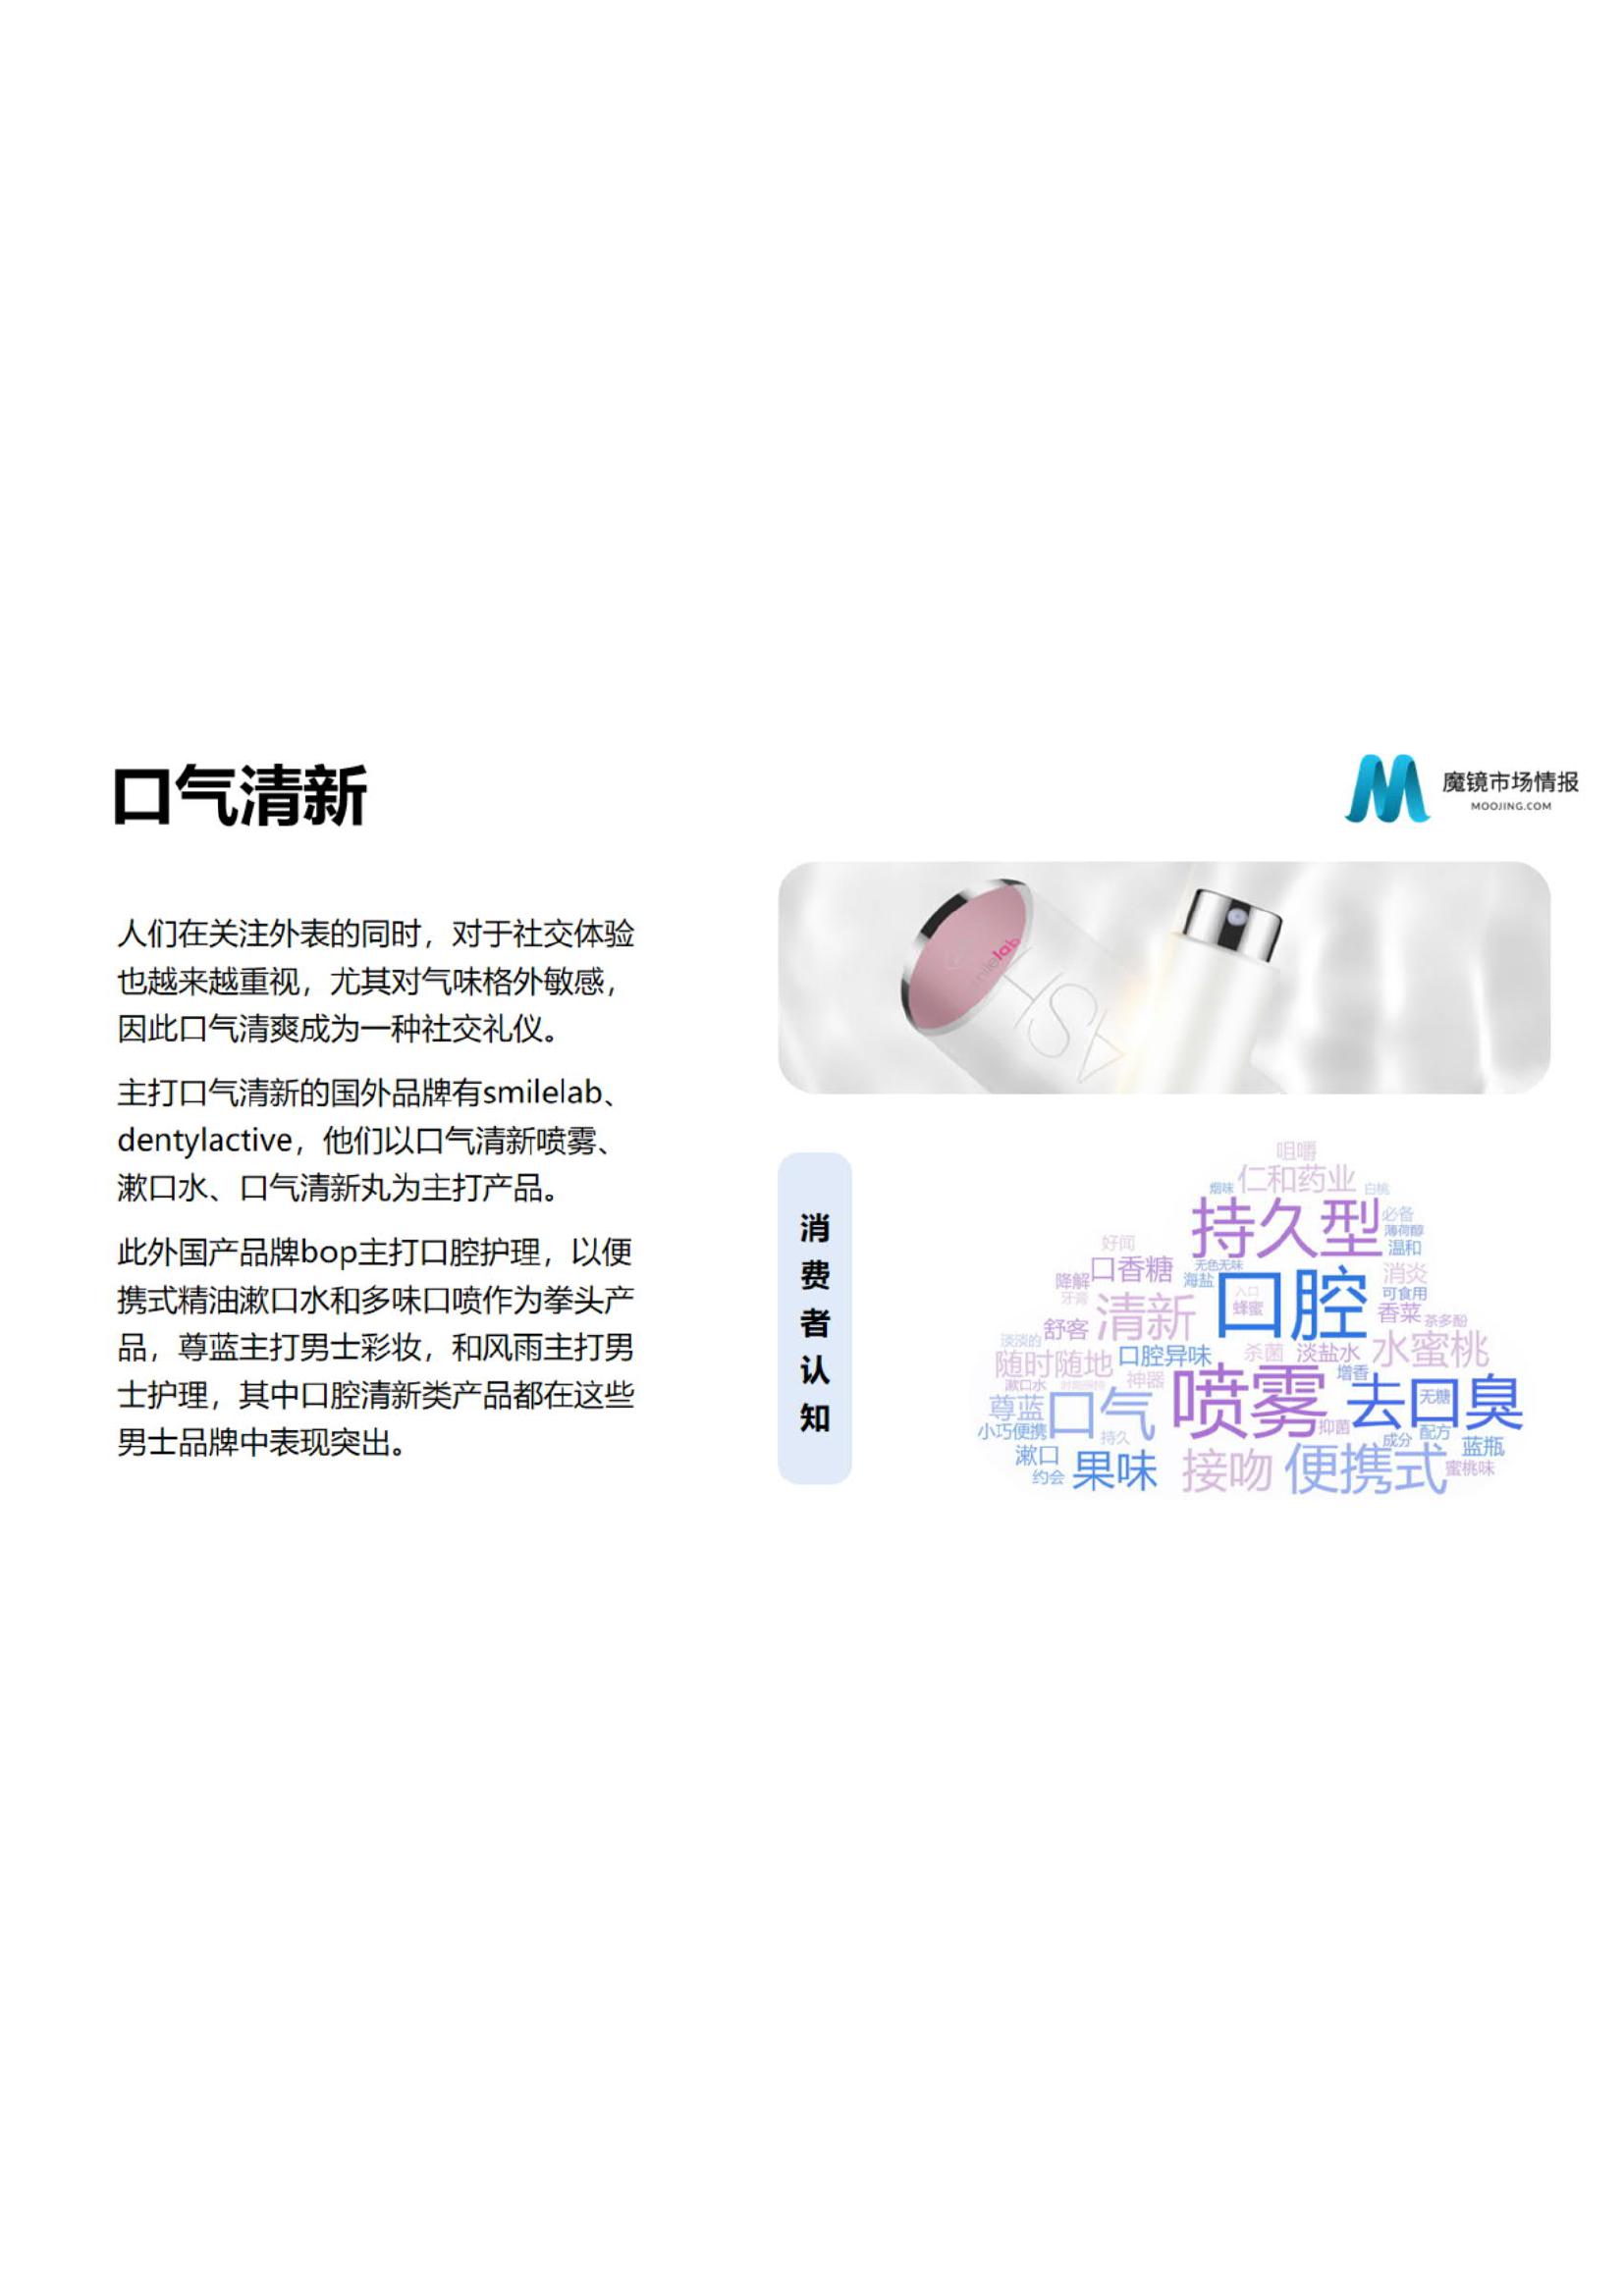 口气清新
魔镜市场情报
MOOJING.COM
人们在关注外表的同时，对于社交体验
也越来越重视，尤其对气味格外敏感，
因此口气清爽成为一种社交礼仪。
主打口气清新的国外品牌有smilelab、
dentylactive，他们以口气清新喷雾、
漱口水、口气清新丸为主打产品。
此外国产品牌bop主打口腔护理，以便
携式精油漱口水和多味口喷作为拳头产
品，尊蓝主打男士彩妆，和风雨主打男
士护理，其中口腔清新类产品都在这些
男士品牌中表现突出。
smilelab
消费者认知
咀嚼
仁和药业
烟味
白桃
持久型
必备
薄荷醇
温和
好闻
口香糖
无色无味
降解
海盐
口腔
消炎
牙膏
入口
蜂蜜
可食用
清新
香菜
茶多酚
舒客
淡淡的
随时随地
口腔异味
杀菌
淡盐水
水蜜桃
增香
漱口水
神器
喷雾
去口臭
无糖
尊蓝
口气
小巧便携
持久
抑菌
成分
配方
漱口
蓝瓶
约会
果味
接吻
便携式
蜜桃味